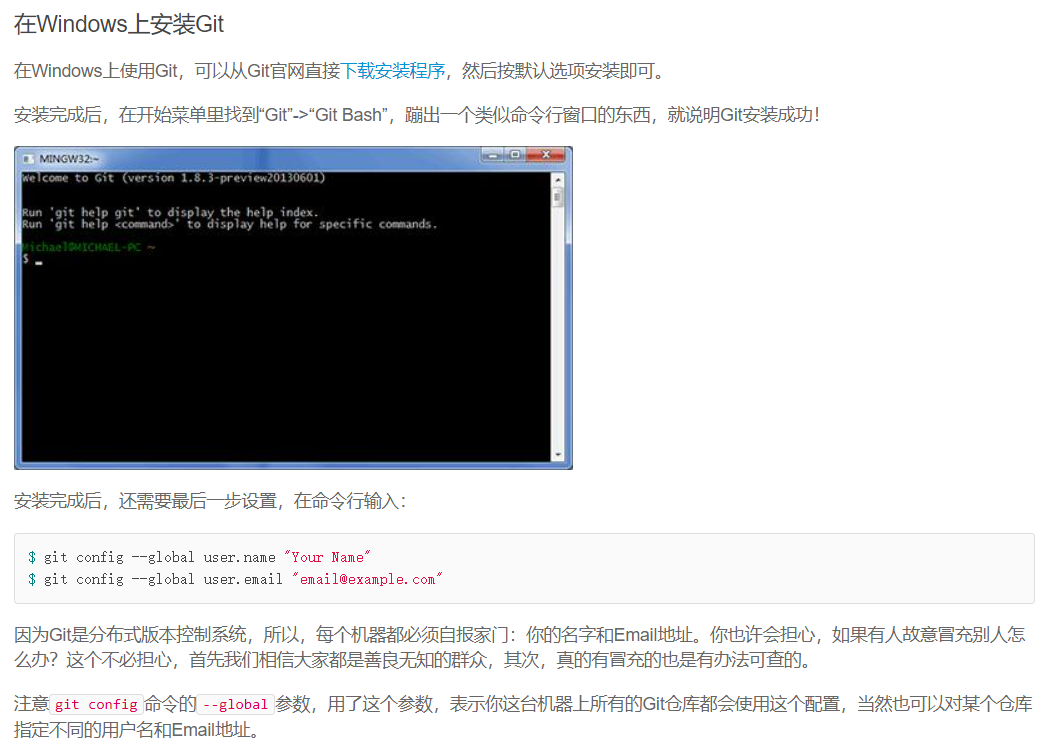 在Windows上安装Git
在Windows上使用Git，可以从Git官网直接下载安装程序，然后按默认选项安装即可。
安装完成后，在开始菜单里找到“Git”->“Git Bash”，蹦出一个类似命令行窗口的东西，就说明Git安装成功！
MINGW32:~
Welcome to Git (version 1.8.3-preview20130601)
Run 'git help git' to display the help index.
Run 'git help <command>' to display help for specific commands.
Michael@MICHAEL-PC ~
$ _
安装完成后，还需要最后一步设置，在命令行输入：
$ git config --global user.name "Your Name"
$ git config --global user.email "email@example.com"
因为Git是分布式版本控制系统，所以，每个机器都必须自报家门：你的名字和Email地址。你也许会担心，如果有人故意冒充别人怎
么办？这个不必担心，首先我们相信大家都是善良无知的群众，其次，真的有冒充的也是有办法可查的。
注意git config命令的--global参数，用了这个参数，表示你这台机器上所有的Git仓库都会使用这个配置，当然也可以对某个仓库
指定不同的用户名和Email地址。